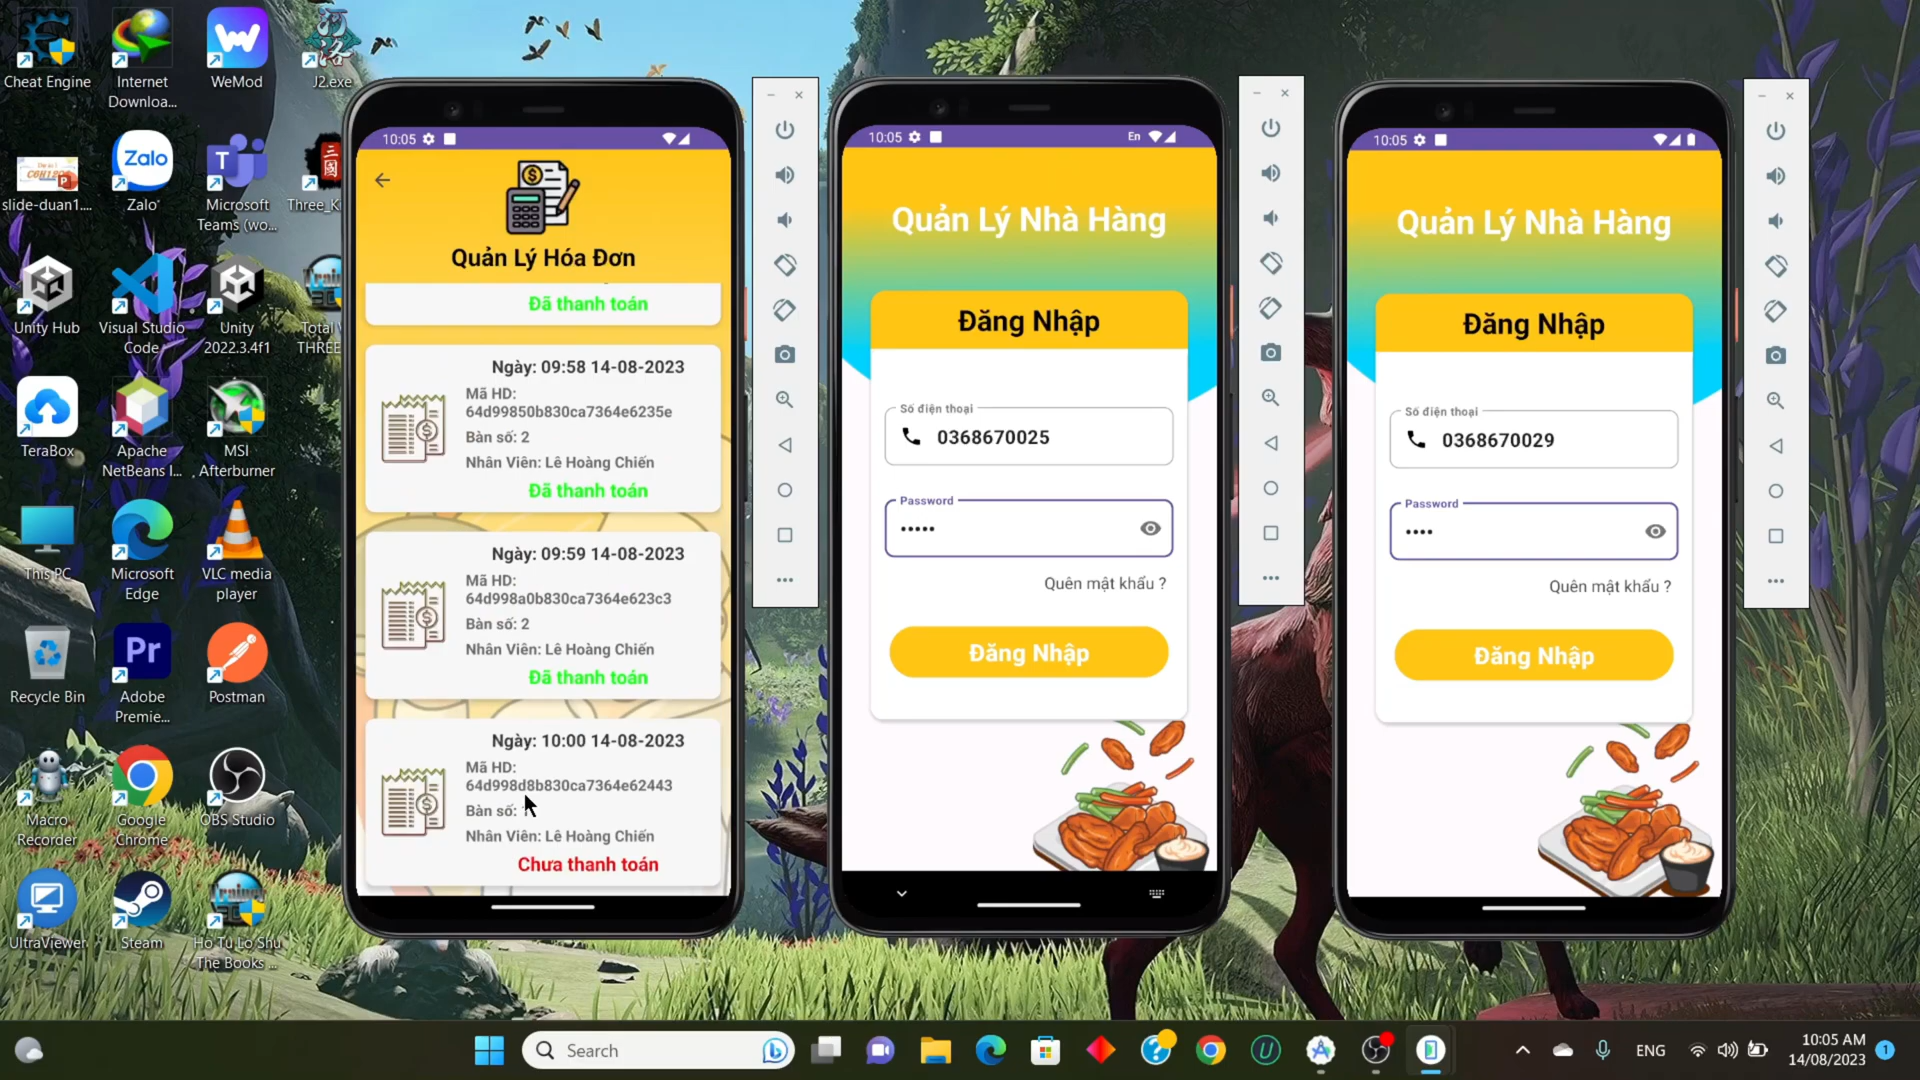 Cheat Engine
Internet
Downloa...
WeMod
J2.exe
slide-duan1....
Zalo
Microsoft
Teams (wo...
Unity Hub
Visual Studio
Code
Unity
2022.3.4f1
TeraBox
Apache
NetBeans I...
MSI
Afterburner
This PC
Microsoft
Edge
VLC media
player
Recycle Bin
Adobe
Premie...
Postman
Macro
Recorder
Google
Chrome
OBS Studio
UltraViewer
Steam
Ho Tu Lo Shu
The Books ...
10:05
Quản Lý Hóa Đơn
Đã thanh toán
Ngày: 09:58 14-08-2023
Mã HD:
64d99850b830ca7364e6235e
Bàn số: 2
Nhân Viên: Lê Hoàng Chiến
Đã thanh toán
Ngày: 09:59 14-08-2023
Mã HD:
64d998a0b830ca7364e623c3
Bàn số: 2
Nhân Viên: Lê Hoàng Chiến
Đã thanh toán
Ngày: 10:00 14-08-2023
Mã HD:
64d998d8b830ca7364e62443
Bàn số:
Nhân Viên: Lê Hoàng Chiến
Chưa thanh toán
10:05 En
Quản Lý Nhà Hàng
Đăng Nhập
Số điện thoại
0368670025
Password
•••••
Quên mật khẩu ?
Đăng Nhập
10:05
Quản Lý Nhà Hàng
Đăng Nhập
Số điện thoại
0368670029
Password
••••
Quên mật khẩu ?
Đăng Nhập
Search
ENG
10:05 AM
14/08/2023
1